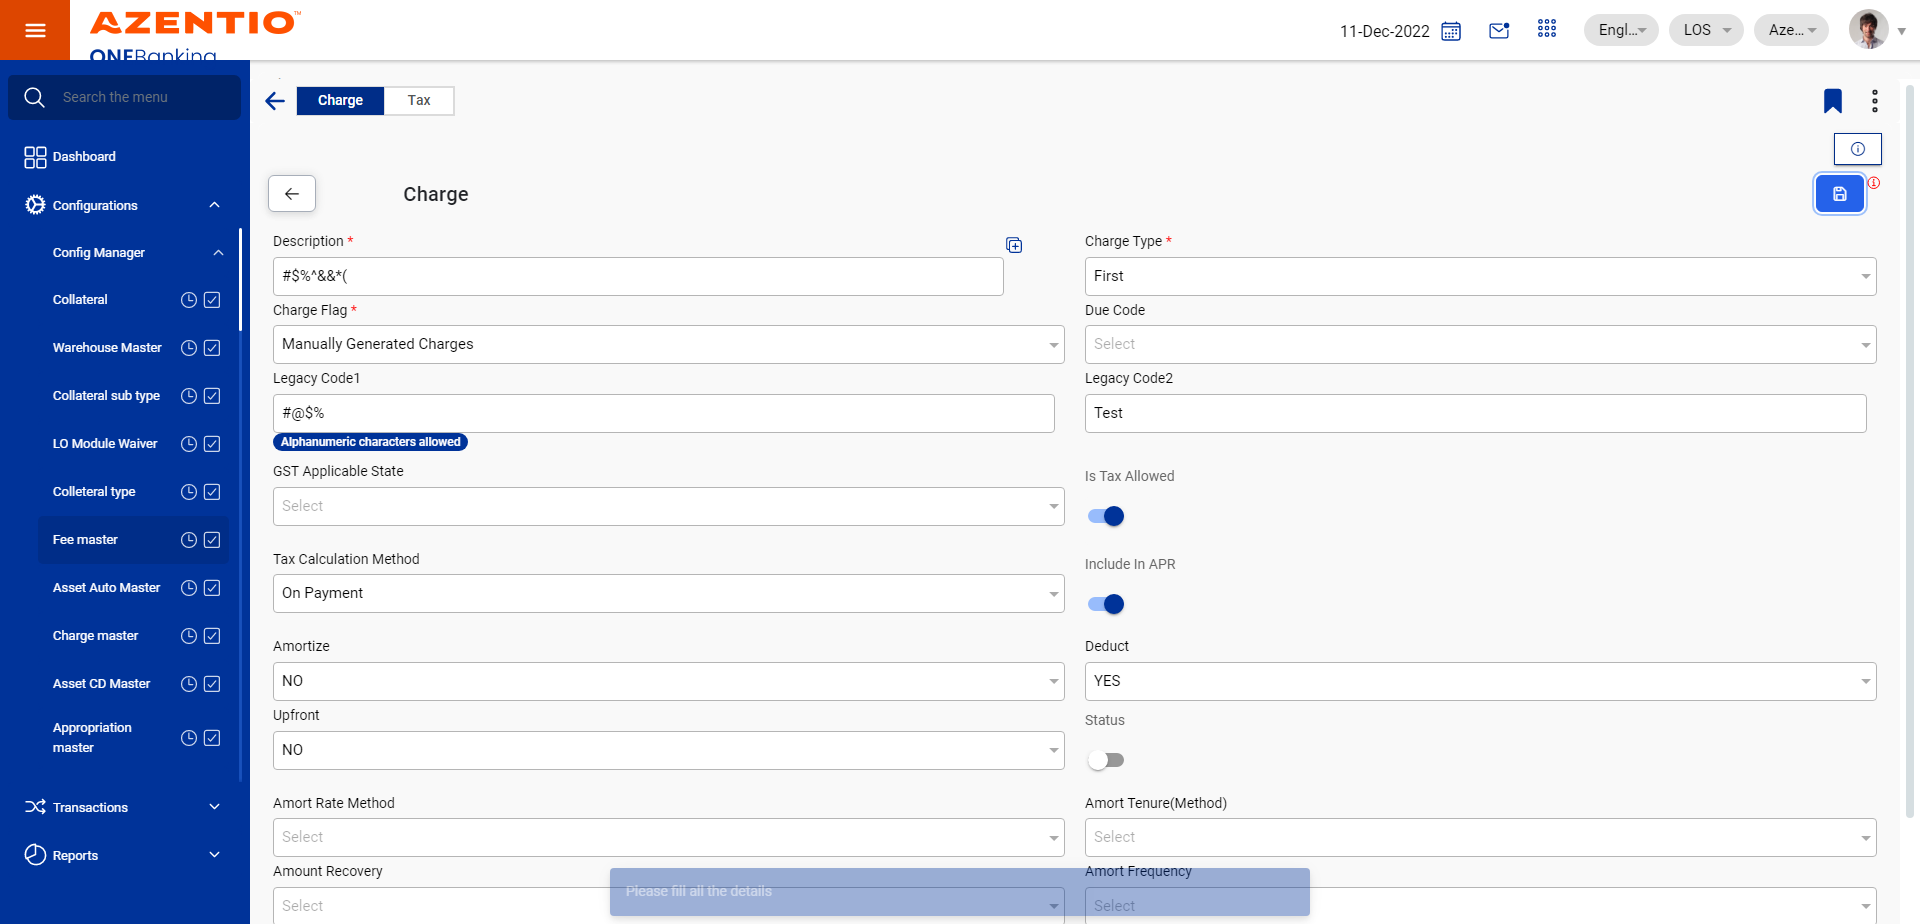 AZENTIO™
ONEBanking
11-Dec-2022
Engl...
LOS
Aze...
Search the menu
Dashboard
Configurations
Config Manager
Collateral
Warehouse Master
Collateral sub type
LO Module Waiver
Colleteral type
Fee master
Asset Auto Master
Charge master
Asset CD Master
Appropriation
master
Transactions
Reports
Charge
Tax
Charge
Description *
#$%^&&*(
Charge Type *
First
Charge Flag *
Manually Generated Charges
Due Code
Select
Legacy Code1
#@$%
Alphanumeric characters allowed
Legacy Code2
Test
GST Applicable State
Select
Is Tax Allowed
Tax Calculation Method
On Payment
Include In APR
Amortize
NO
Deduct
YES
Upfront
NO
Status
Amort Rate Method
Select
Amort Tenure(Method)
Select
Amount Recovery
Select
Amort Frequency
Select
Please fill all the details